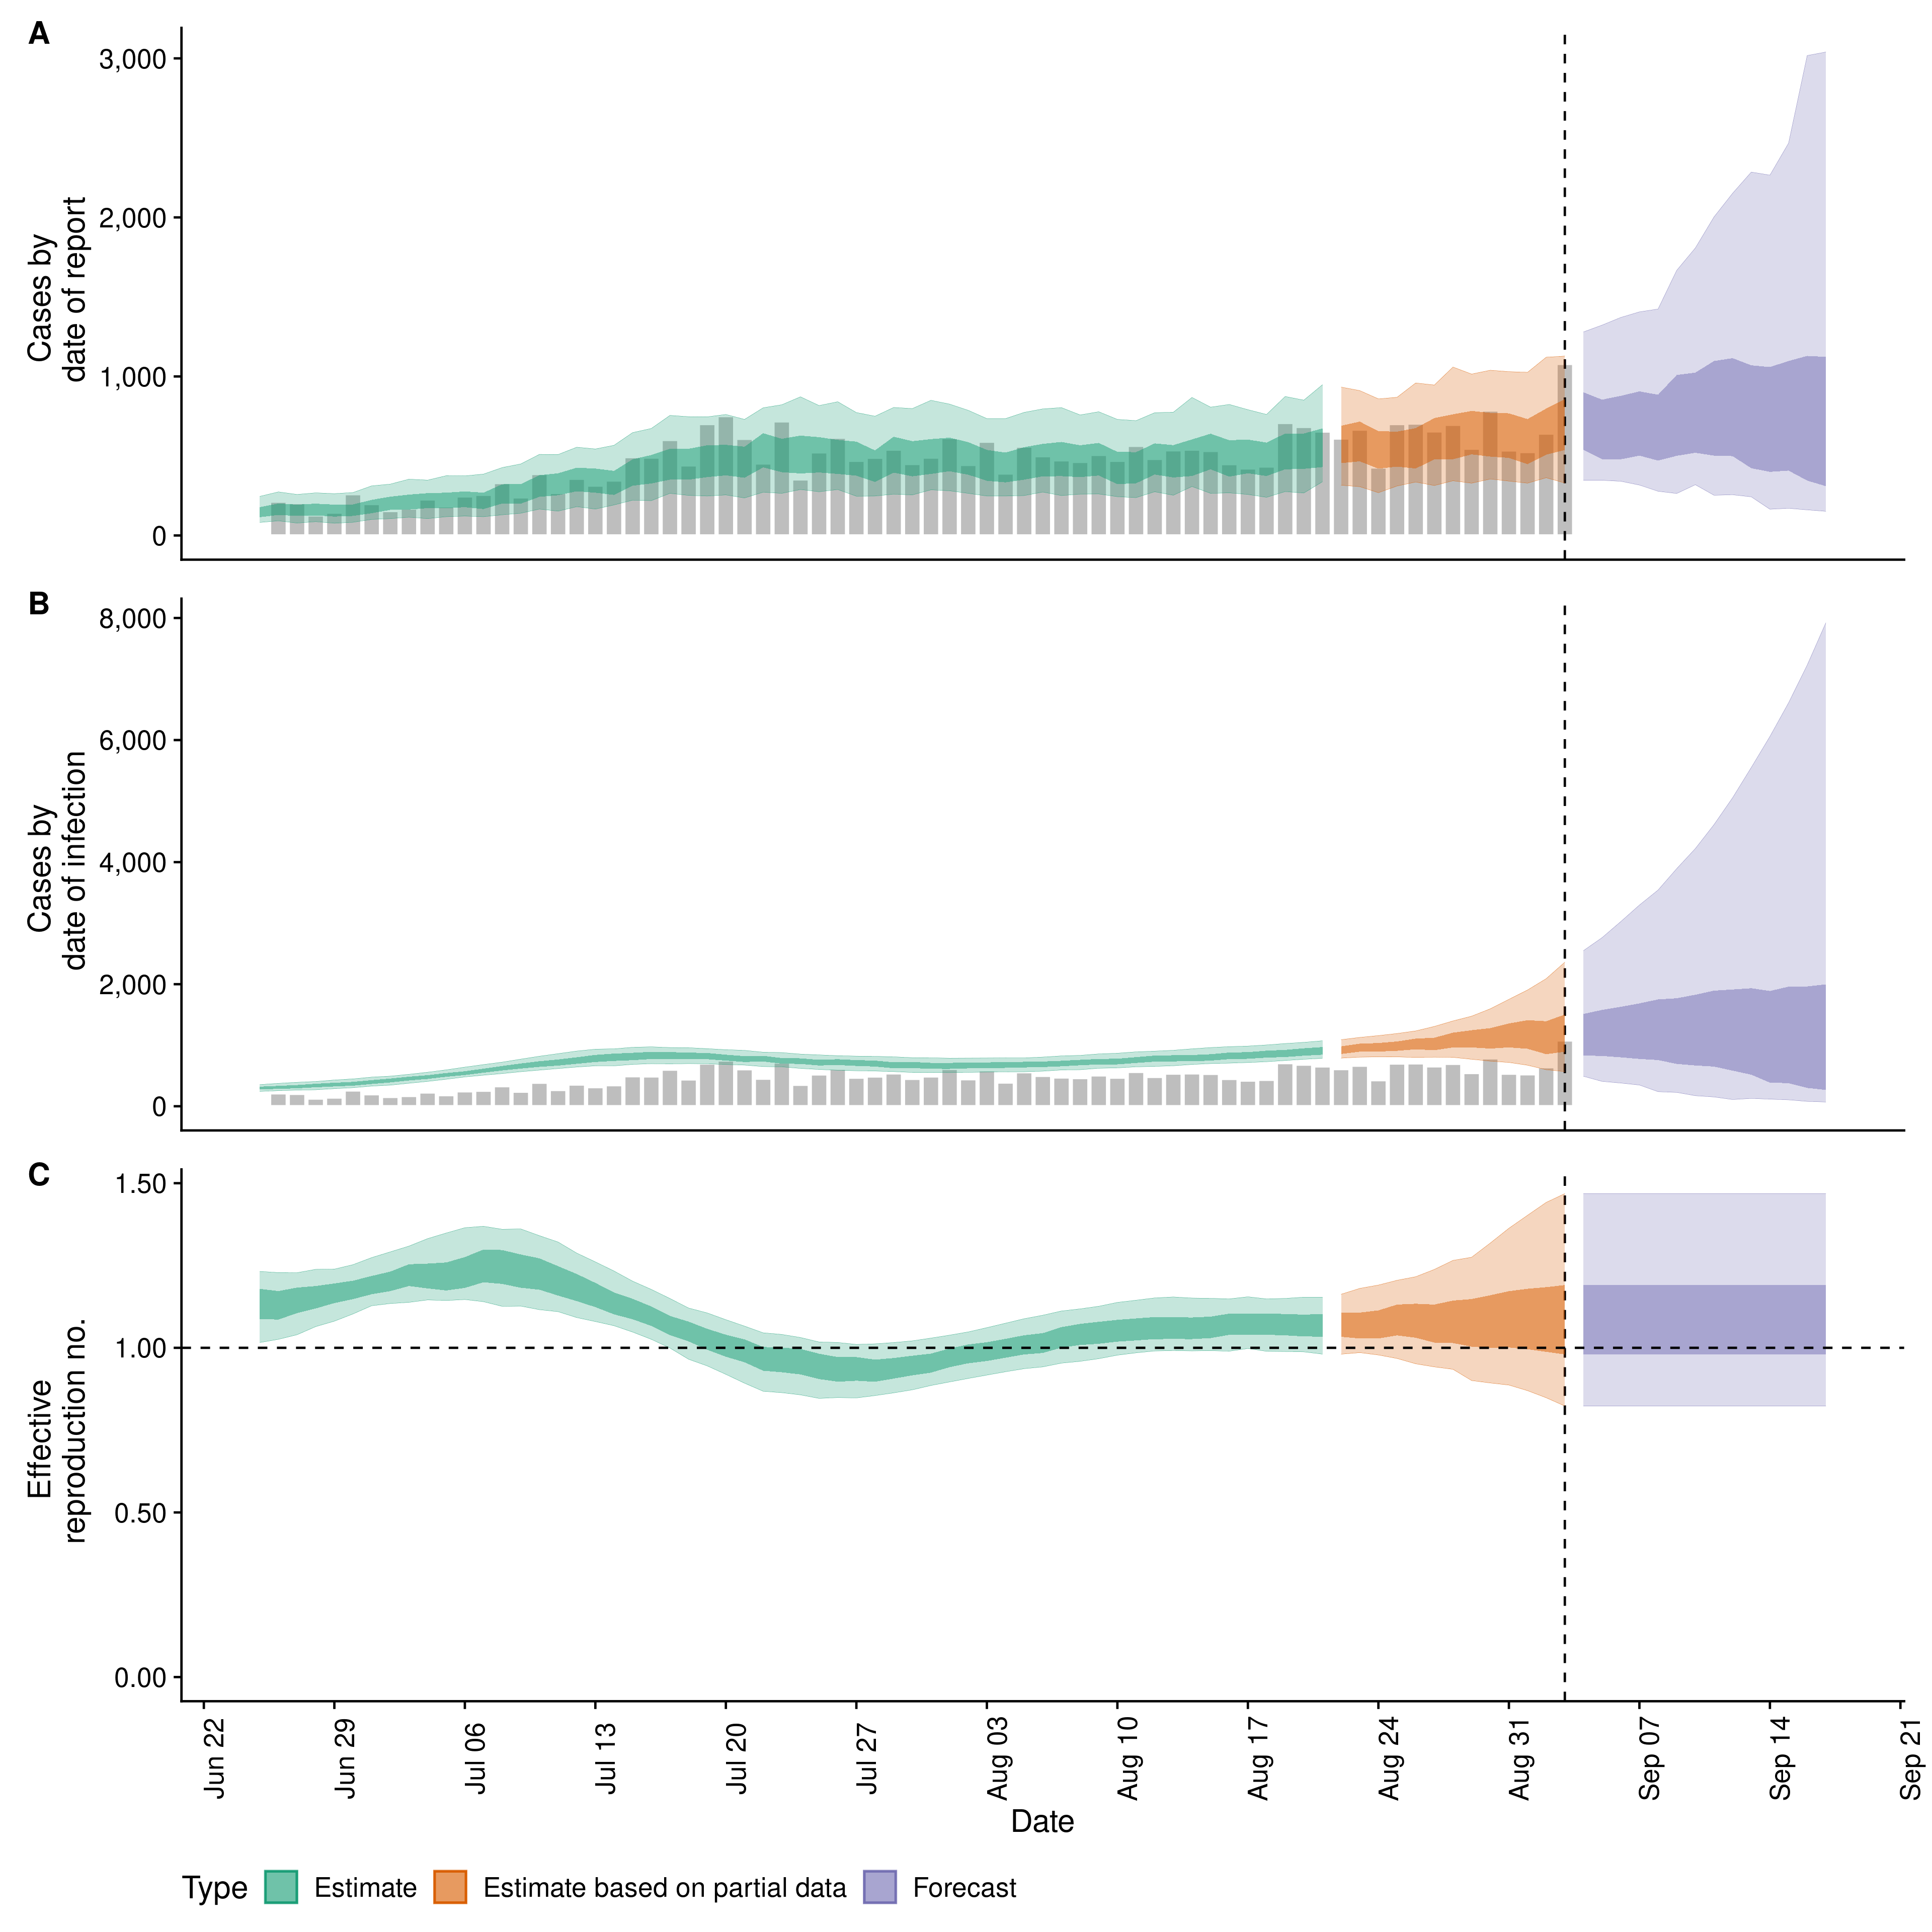 A
3,000
2,000
1,000
0
Cases by
date of report
B
8,000
6,000
4,000
2,000
0
Cases by
date of infection
C
1.50
1.00
0.50
0.00
Effective
reproduction no.
Jun 22
Jun 29
Jul 06
Jul 13
Jul 20
Jul 27
Aug 03
Aug 10
Aug 17
Aug 24
Aug 31
Sep 07
Sep 14
Sep 21
Date
Type Estimate Estimate based on partial data Forecast